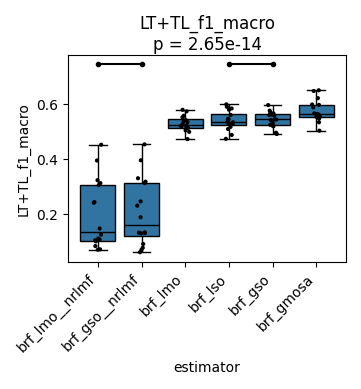 LT+TL_f1_macro
p = 2.65e-14
LT+TL_f1_macro
0.6
0.4
0.2
brf_lmo__nrlmf
brf_gso__nrlmf
brf_lmo
brf_lso
brf_gso
brf_gmosa
estimator